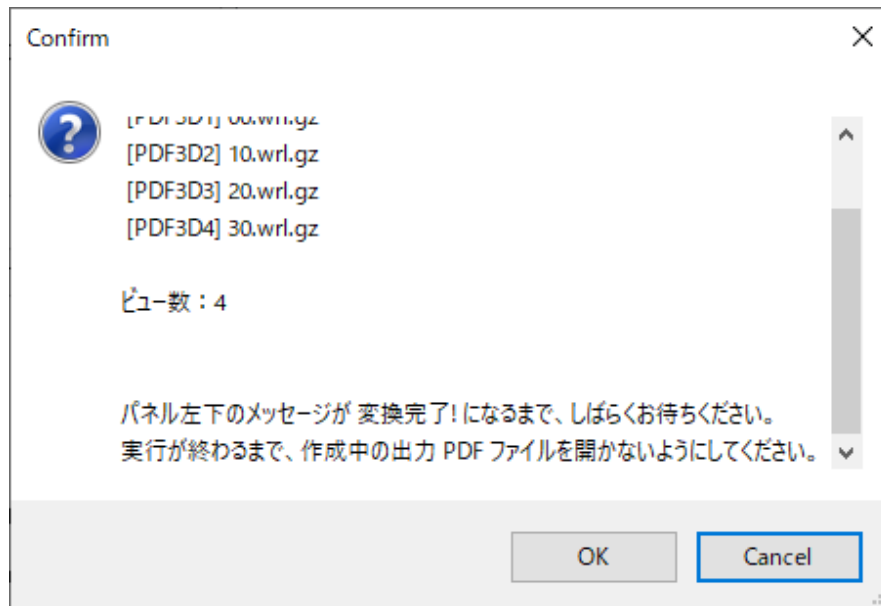 Confirm
[PDF3D1] 00.wrl.gz
[PDF3D2] 10.wrl.gz
[PDF3D3] 20.wrl.gz
[PDF3D4] 30.wrl.gz
ビュー数：4
パネル左下のメッセージが 変換完了! になるまで、しばらくお待ちください。
実行が終わるまで、作成中の出力 PDF ファイルを開かないようにしてください。
OK
Cancel